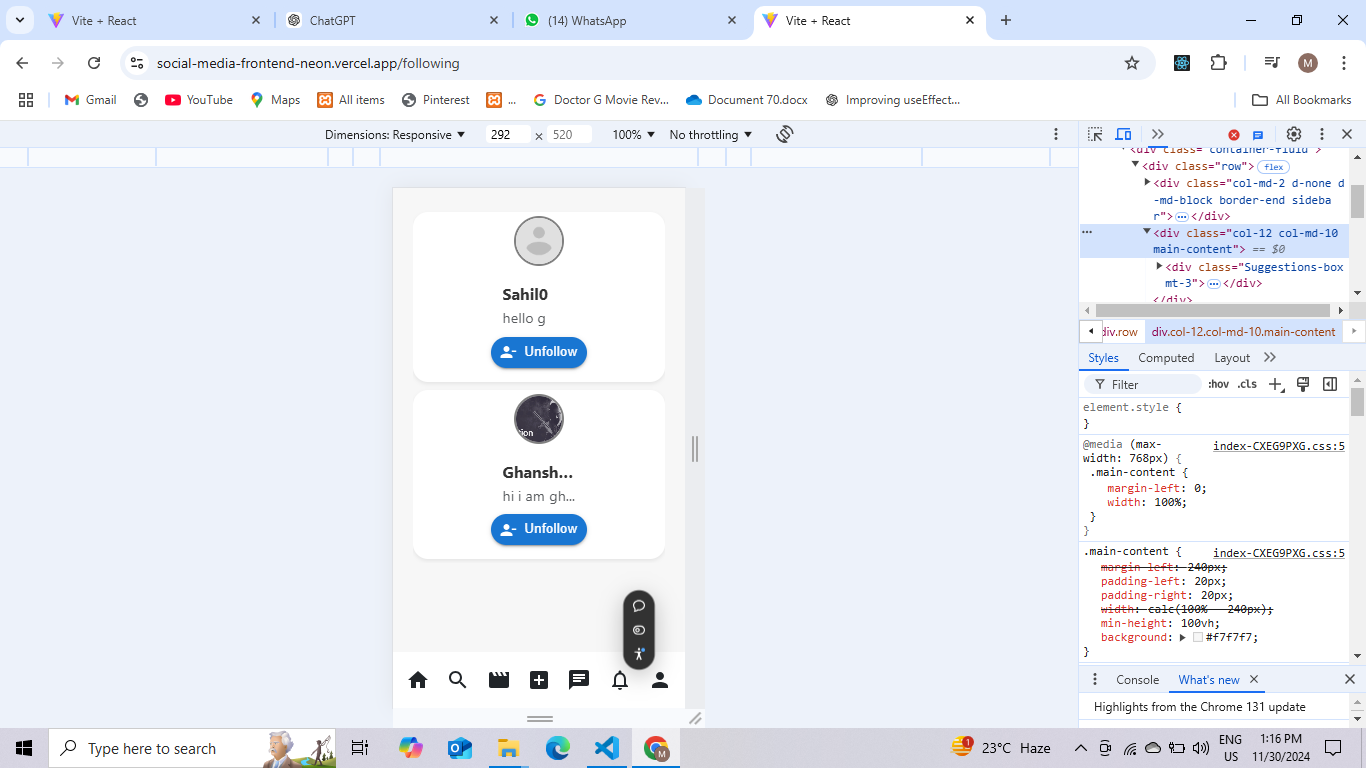 Vite + React
ChatGPT
(14) WhatsApp
Vite + React
social-media-frontend-neon.vercel.app/following
M
Gmail
YouTube
Maps
All items
Pinterest
...
Doctor G Movie Rev...
Document 70.docx
Improving useEffect...
All Bookmarks
Dimensions: Responsive
292 × 520
100%
No throttling
Sahil0
hello g
Unfollow
tion
Ghansh...
hi i am gh...
Unfollow
<div class="container-fluid">
<div class="row"> flex
<div class="col-md-2 d-none d
-md-block border-end sideba
r"> ... </div>
... <div class="col-12 col-md-10
main-content"> == $0
<div class="Suggestions-box
mt-3"> ... </div>
</div>
div.row div.col-12.col-md-10.main-content
Styles Computed Layout
Filter :hov .cls
element.style {
}
@media (max- index-CXEG9PXG.css:5
width: 768px) {
.main-content {
margin-left: 0;
width: 100%;
}
}
.main-content { index-CXEG9PXG.css:5
margin-left: 240px;
padding-left: 20px;
padding-right: 20px;
width: calc(100% - 240px);
min-height: 100vh;
background: #f7f7f7;
}
Console What's new
Highlights from the Chrome 131 update
Type here to search
M
1
23°C Haze
ENG
US
1:16 PM
11/30/2024